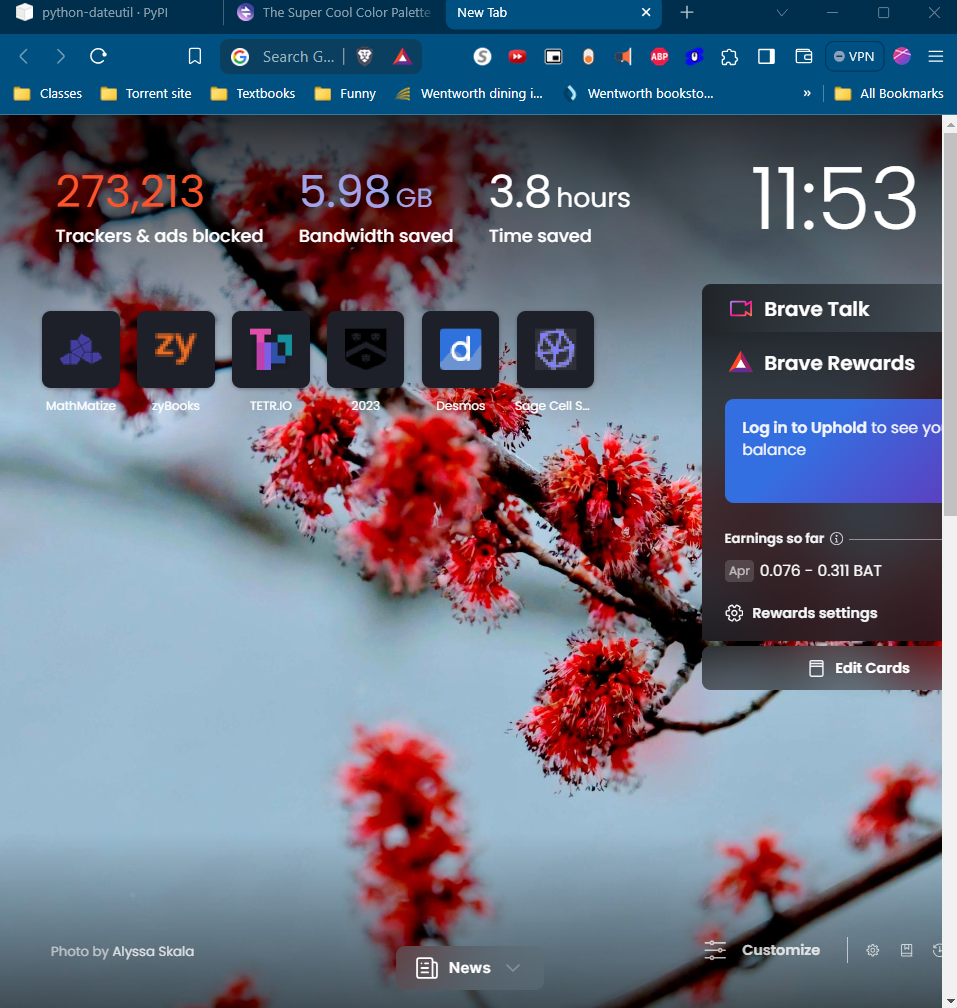 python-dateutil · PyPI
The Super Cool Color Palette
New Tab
Search G...
ABP
VPN
Classes
Torrent site
Textbooks
Funny
Wentworth dining i...
Wentworth booksto...
»
All Bookmarks
273,213
Trackers & ads blocked
5.98 GB
Bandwidth saved
3.8 hours
Time saved
11:53
zy
d
MathMatize
zyBooks
TETR.IO
2023
Desmos
Sage Cell S...
Brave Talk
Brave Rewards
Log in to Uphold to see yo
balance
Earnings so far
Apr 0.076 - 0.311 BAT
Rewards settings
Edit Cards
Photo by Alyssa Skala
News
Customize